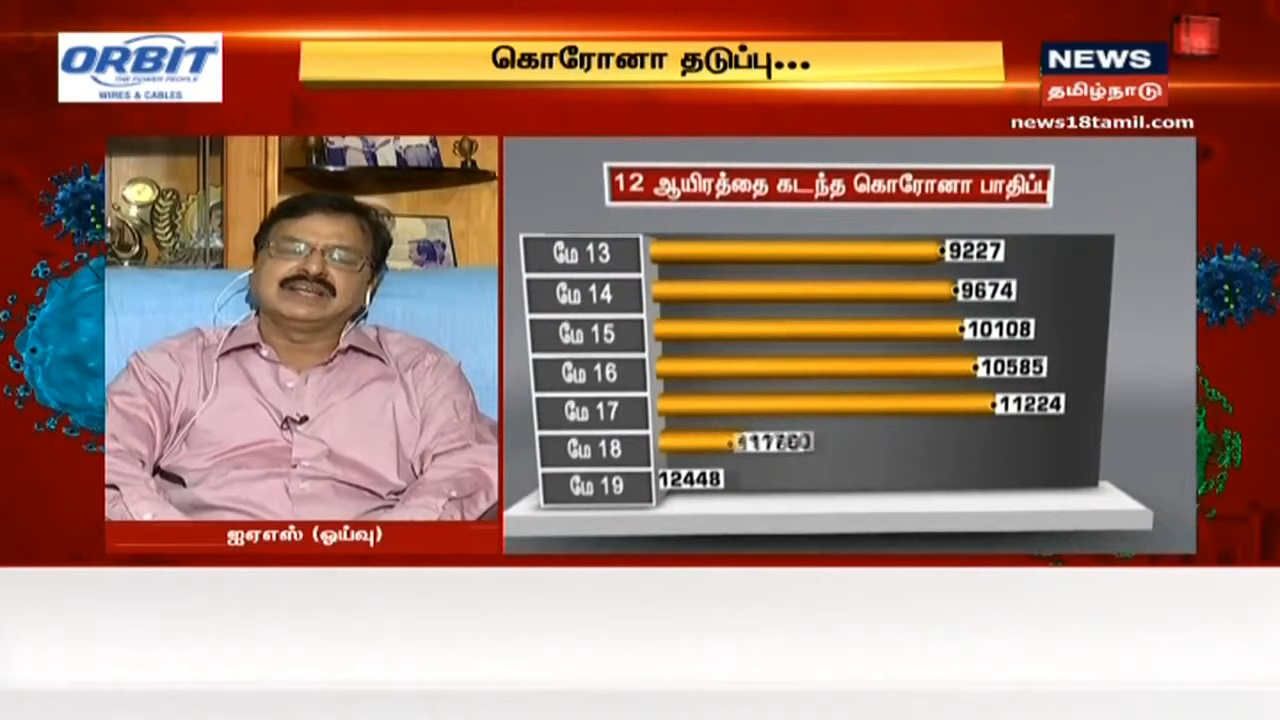 ORBIT
THE POWER PEOPLE
WIRES & CABLES
கொரோனா தடுப்பு...
NEWS
தமிழ்நாடு
news18tamil.com
12 ஆயிரத்தை கடந்த கொரோனா பாதிப்பு
மே 13 9227
மே 14 9674
மே 15 10108
மே 16 10585
மே 17 11224
மே 18
மே 19 12448
ஐஏஎஸ் (ஓய்வு)